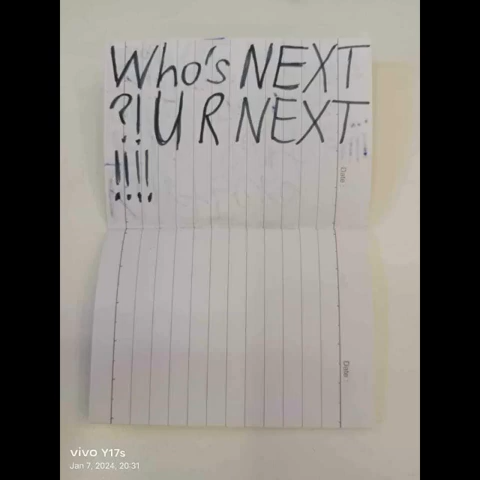 Who's NEXT
?! U R NEXT
!!!!
Date
Date
vivo Y17s
Jan 7, 2024, 20:31